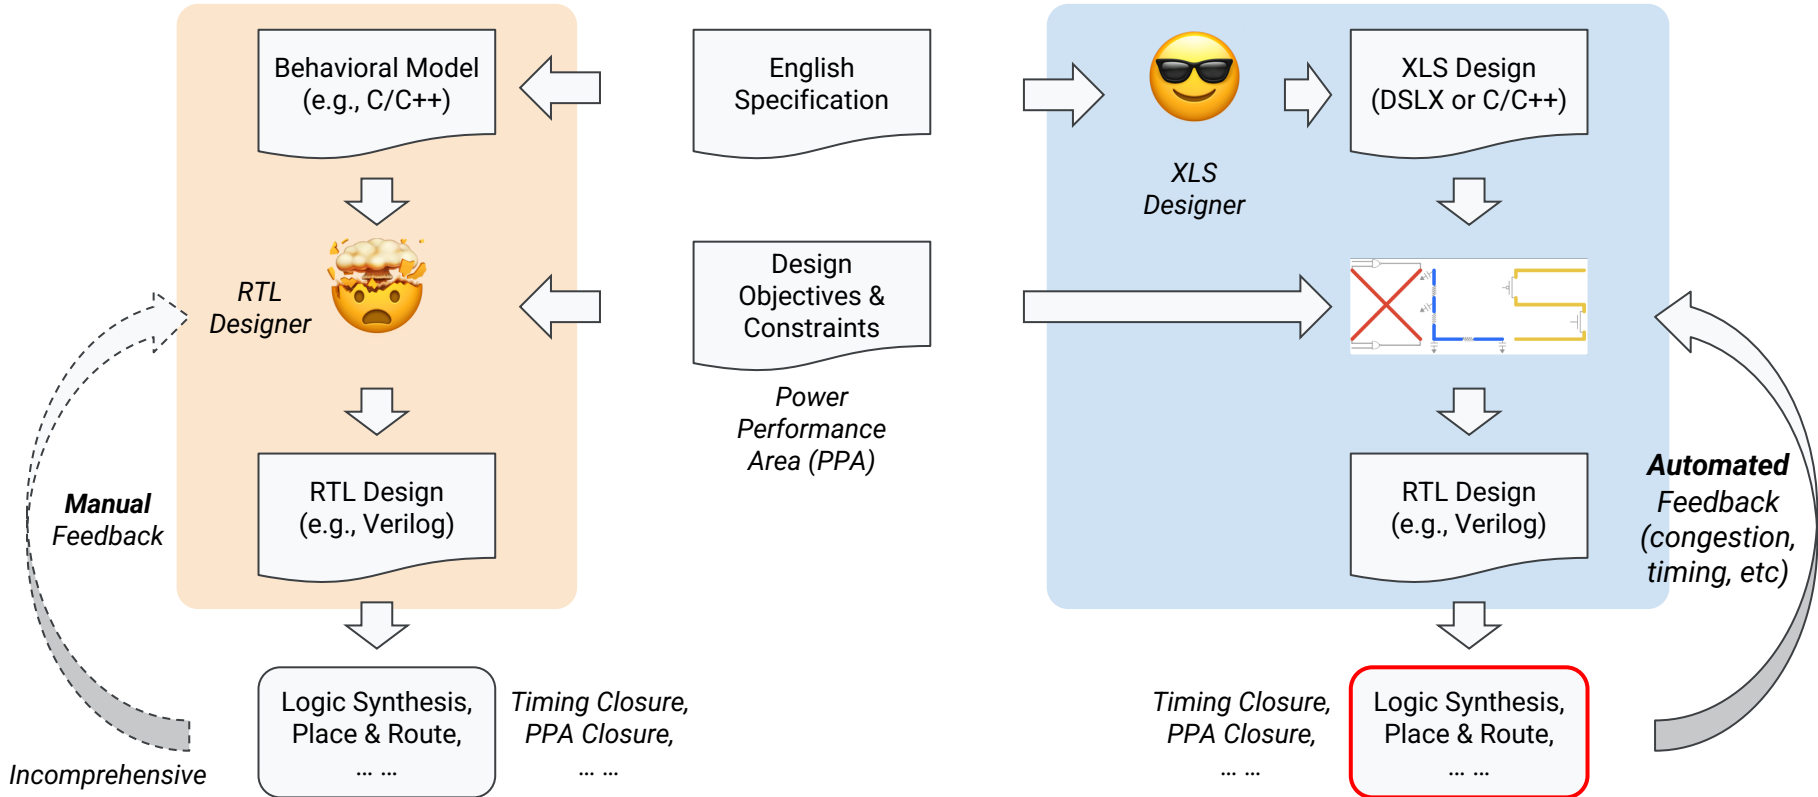 Behavioral Model
(e.g., C/C++)
English
Specification
XLS Design
(DSLX or C/C++)
XLS
Designer
RTL
Designer
Design
Objectives &
Constraints
Power
Performance
Area (PPA)
Manual
Feedback
RTL Design
(e.g., Verilog)
RTL Design
(e.g., Verilog)
Automated
Feedback
(congestion,
timing, etc)
Incomprehensive
Logic Synthesis,
Place & Route,
... ...
Timing Closure,
PPA Closure,
... ...
Timing Closure,
PPA Closure,
... ...
Logic Synthesis,
Place & Route,
... ...